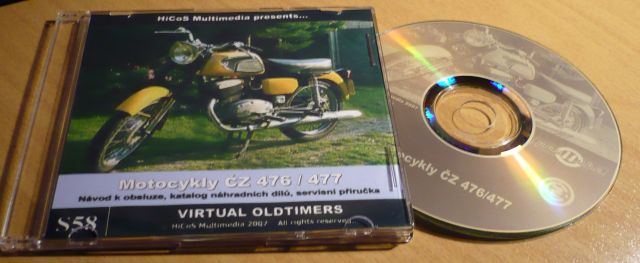 HiCoS Multimedia presents...
Motocykly ČZ 476 / 477
Návod k obsluze, katalog náhradních dílů, servisní příručka
S58
VIRTUAL OLDTIMERS
HiCoS Multimedia 2007 All rights reserved
Motocykly ČZ 476/477